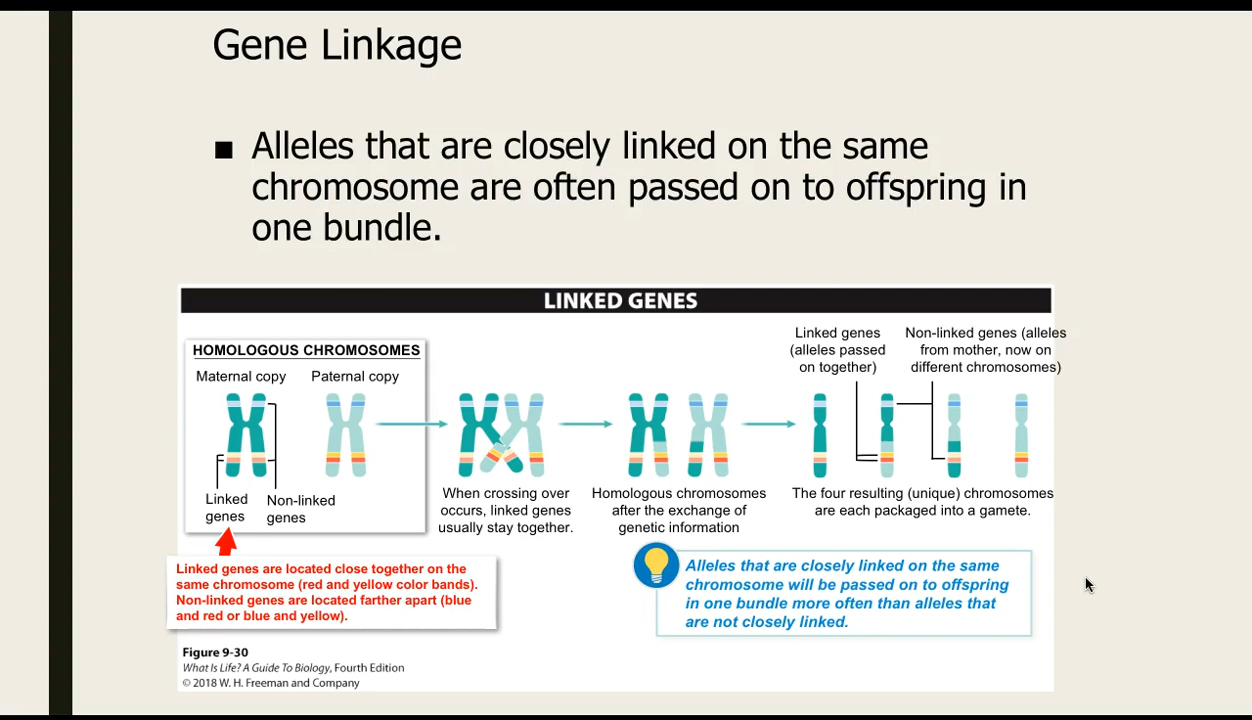 Gene Linkage
■ Alleles that are closely linked on the same
chromosome are often passed on to offspring in
one bundle.
LINKED GENES
HOMOLOGOUS CHROMOSOMES
Maternal copy
Paternal copy
Linked
genes
Non-linked
genes
When crossing over
occurs, linked genes
usually stay together.
Homologous chromosomes
after the exchange of
genetic information
Linked genes
(alleles passed
on together)
Non-linked genes (alleles
from mother, now on
different chromosomes)
The four resulting (unique) chromosomes
are each packaged into a gamete.
Linked genes are located close together on the
same chromosome (red and yellow color bands).
Non-linked genes are located farther apart (blue
and red or blue and yellow).
Alleles that are closely linked on the same
chromosome will be passed on to offspring
in one bundle more often than alleles that
are not closely linked.
Figure 9-30
What Is Life? A Guide To Biology, Fourth Edition
© 2018 W. H. Freeman and Company